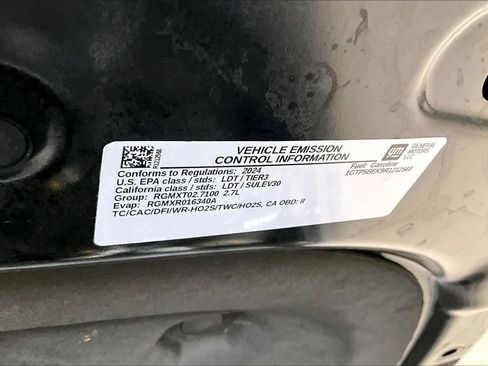 VEHICLE EMISSION
CONTROL INFORMATION
GM
GENERAL MOTORS LLC
Fuel: Gasoline
1GTP5BEK9R1212568
Conforms to Regulations: 2024
U.S. EPA class / stds: LDT / TIER3
California class / stds: LDT / SULEV30
Group: RGMXT02.7100 2.7L
Evap: RGMXR016340A
TC/CAC/DFI/WR-HO2S/TWC/HO2S, CA OBD: II